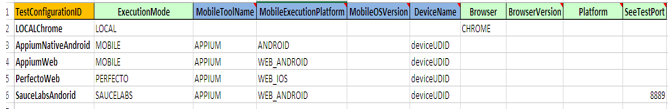 TestConfigurationID ExecutionMode MobileToolName MobileExecutionPlatform MobileOSVersion DeviceName Browser BrowserVersion Platform SeeTestPort
2 LOCALChrome LOCAL CHROME
3 AppiumNativeAndroid MOBILE APPIUM ANDROID deviceUDID
4 AppiumWeb MOBILE APPIUM WEB_ANDROID deviceUDID
5 PerfectoWeb PERFECTO APPIUM WEB_IOS deviceUDID
6 SauceLabsAndorid SAUCELABS APPIUM WEB_ANDROID deviceUDID 8889